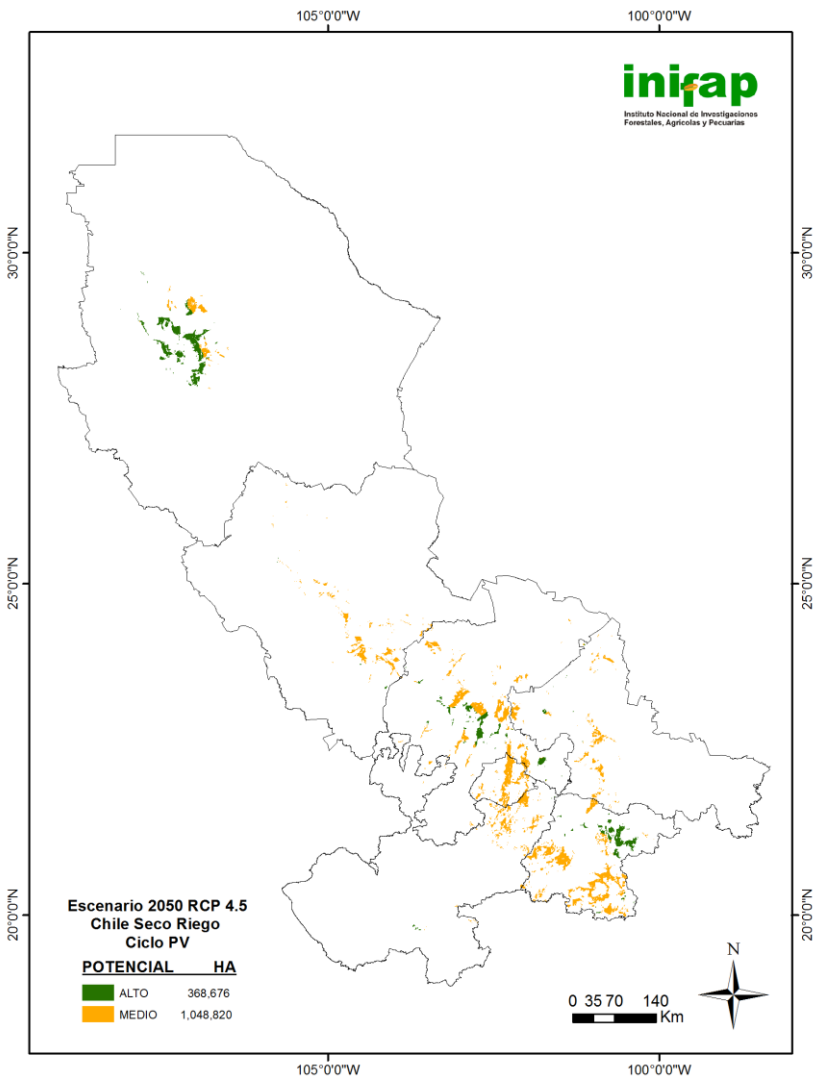 105°0'0"W 100°0'0"W
inifap
Instituto Nacional de Investigaciones
Forestales, Agrícolas y Pecuarias
30°0'0"N 30°0'0"N
25°0'0"N 25°0'0"N
20°0'0"N 20°0'0"N
Escenario 2050 RCP 4.5
Chile Seco Riego
Ciclo PV
POTENCIAL HA
ALTO 368,676
MEDIO 1,048,820
N
0 35 70 140
Km
105°0'0"W 100°0'0"W